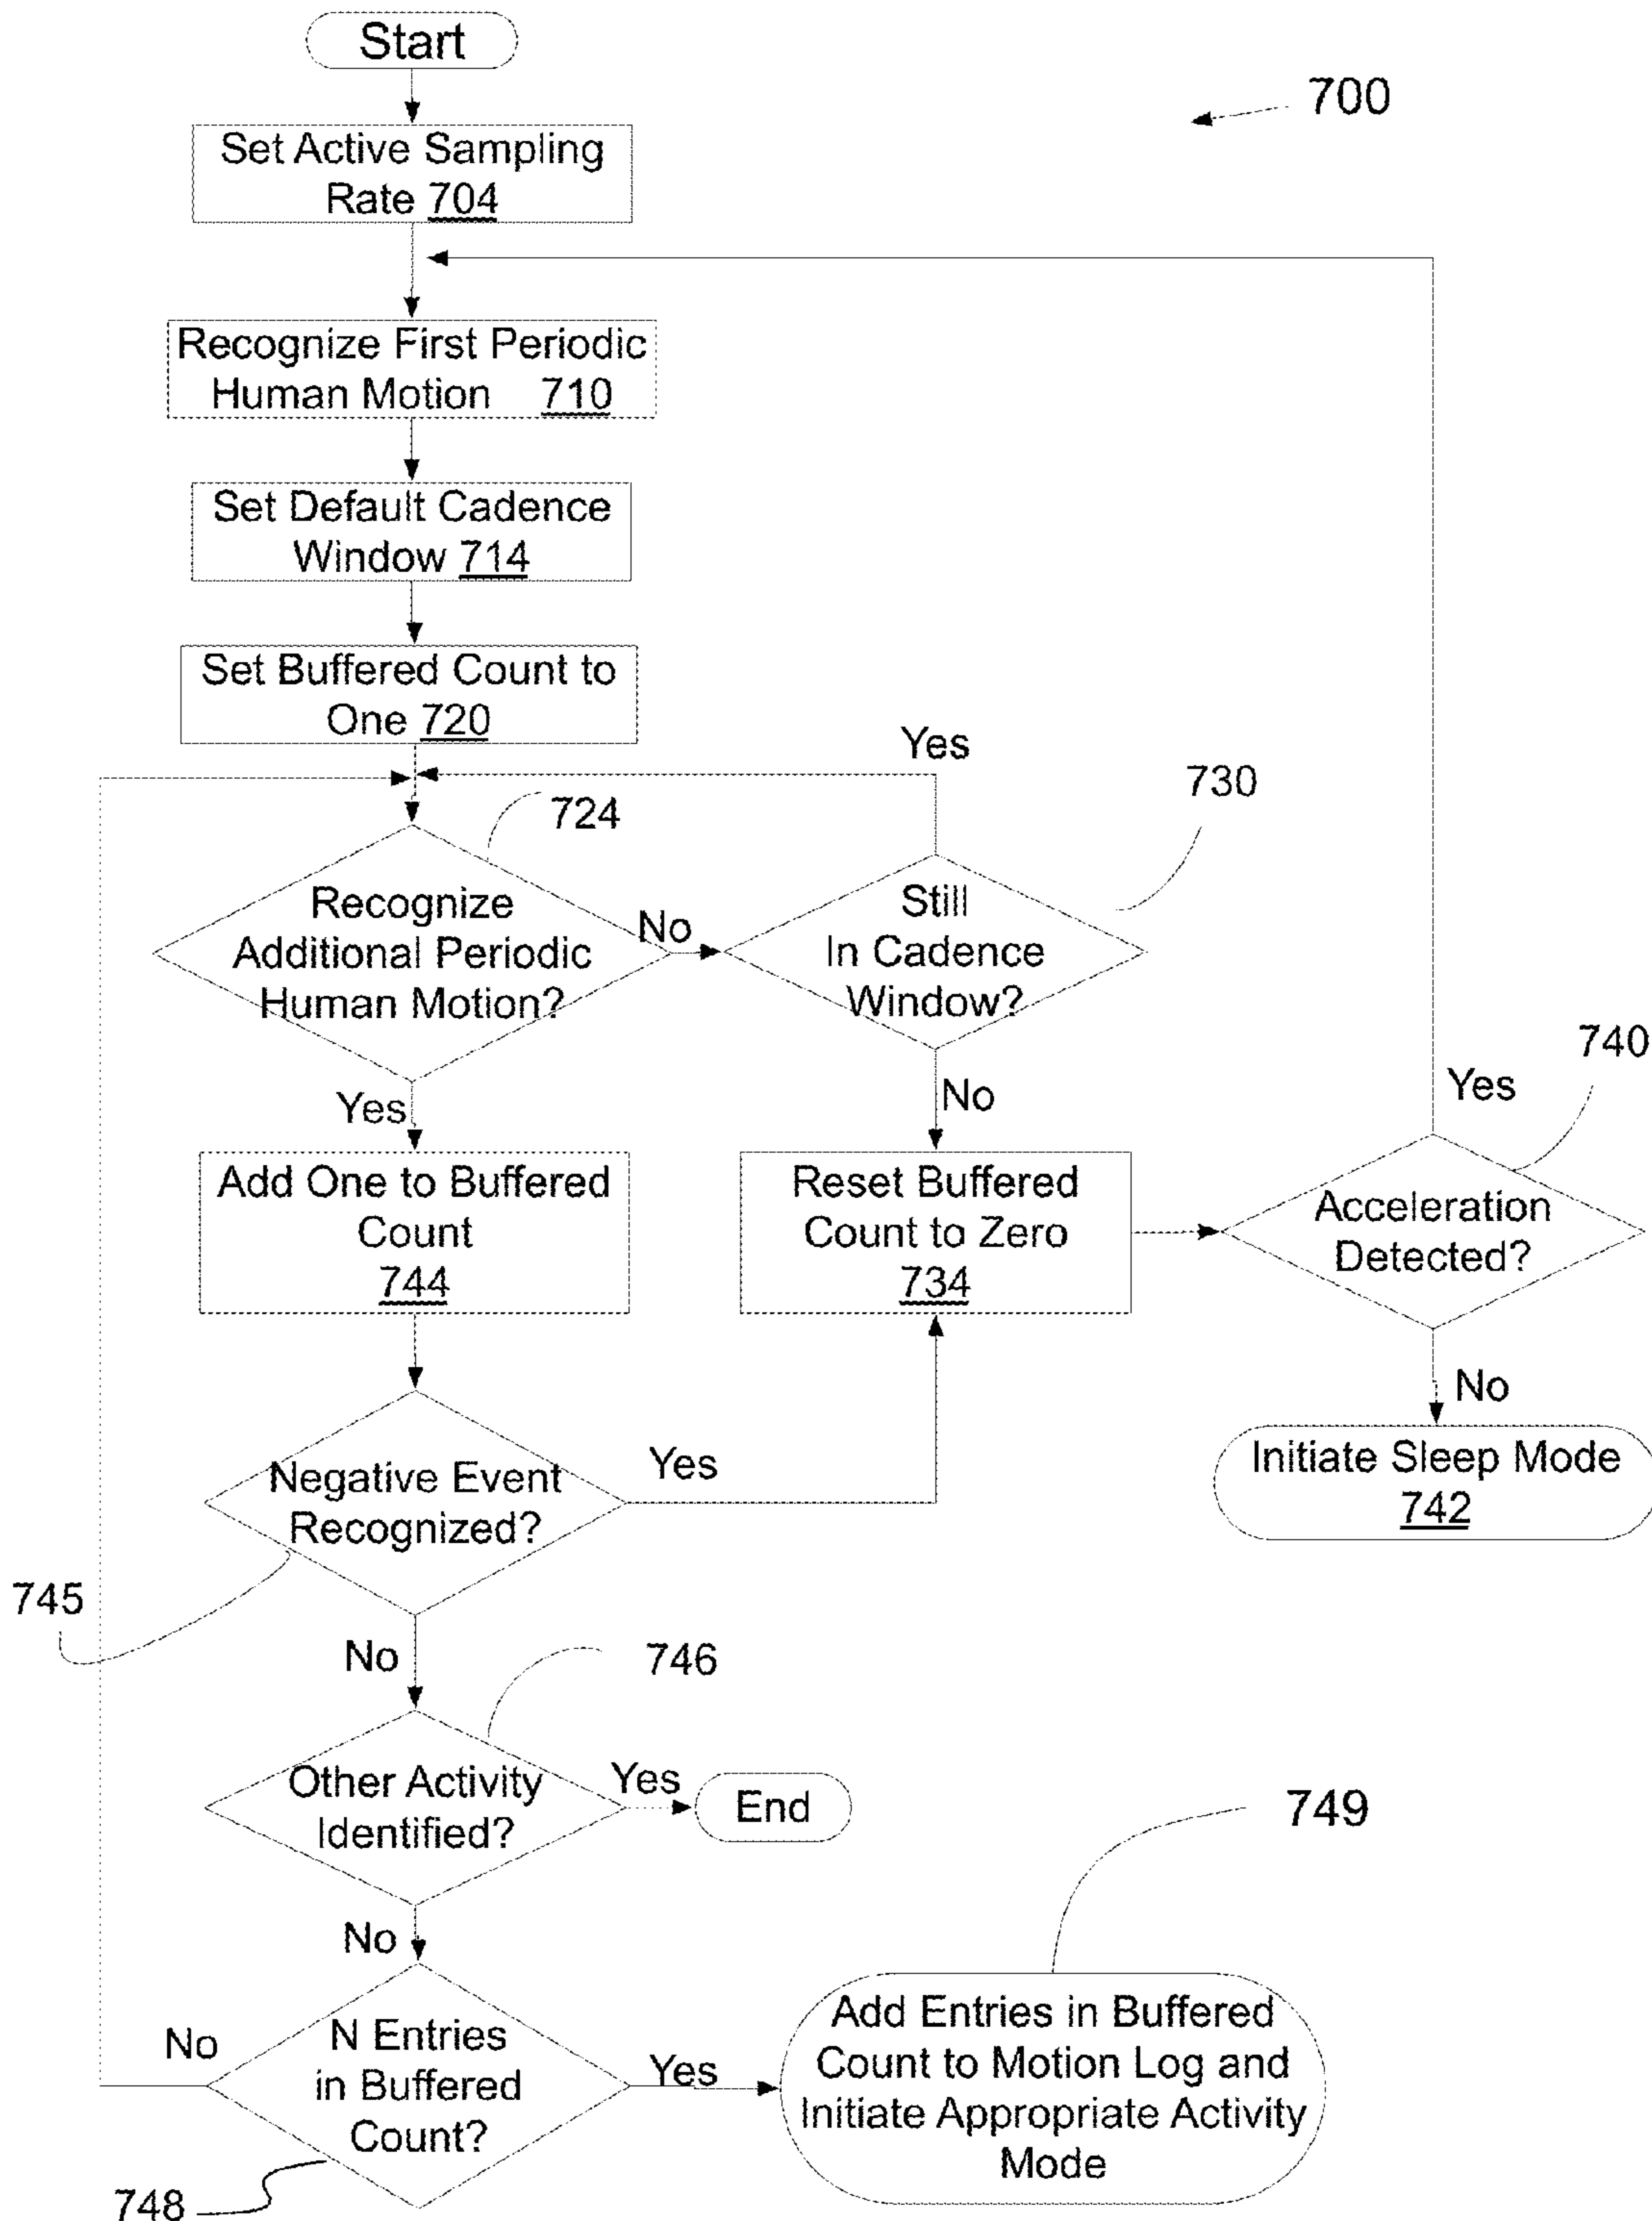 Start
700
Set Active Sampling
Rate 704
Recognize First Periodic
Human Motion 710
Set Default Cadence
Window 714
Set Buffered Count to
One 720
Yes
730
724
Recognize
Additional Periodic
Human Motion?
No
Still
In Cadence
Window?
740
Yes
Yes
No
Add One to Buffered
Count
744
Reset Buffered
Count to Zero
734
Acceleration
Detected?
No
Initiate Sleep Mode
742
Negative Event
Recognized?
Yes
745
No
746
Other Activity
Identified?
Yes
End
749
No
No
N Entries
in Buffered
Count?
Yes
Add Entries in Buffered
Count to Motion Log and
Initiate Appropriate Activity
Mode
748